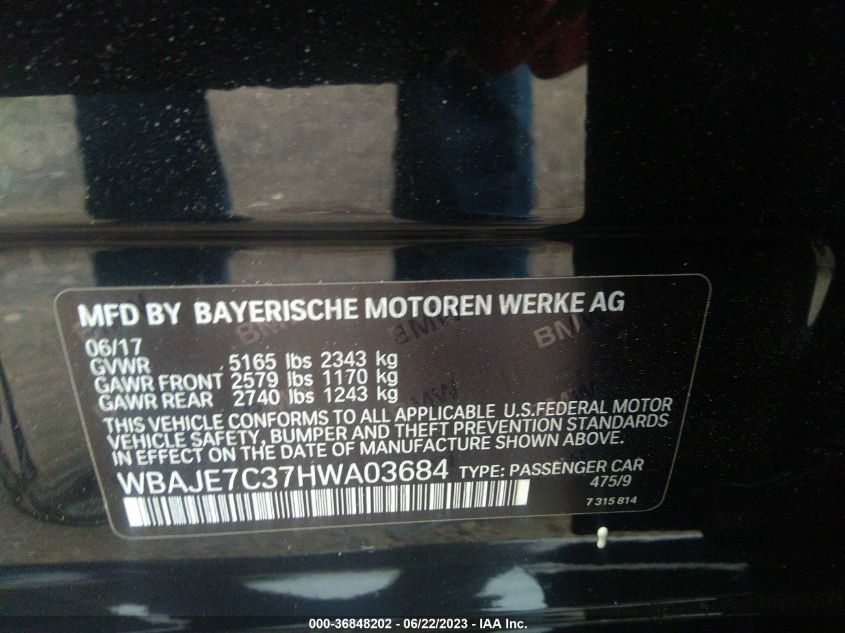 MFD BY BAYERISCHE MOTOREN WERKE AG
06/17
GVWR 5165 lbs 2343 kg
GAWR FRONT 2579 lbs 1170 kg
GAWR REAR 2740 lbs 1243 kg
THIS VEHICLE CONFORMS TO ALL APPLICABLE U.S.FEDERAL MOTOR
VEHICLE SAFETY, BUMPER AND THEFT PREVENTION STANDARDS
IN EFFECT ON THE DATE OF MANUFACTURE SHOWN ABOVE.
WBAJE7C37HWA03684 TYPE: PASSENGER CAR
475/9
7 315 814
000-36848202 - 06/22/2023 - IAA Inc.